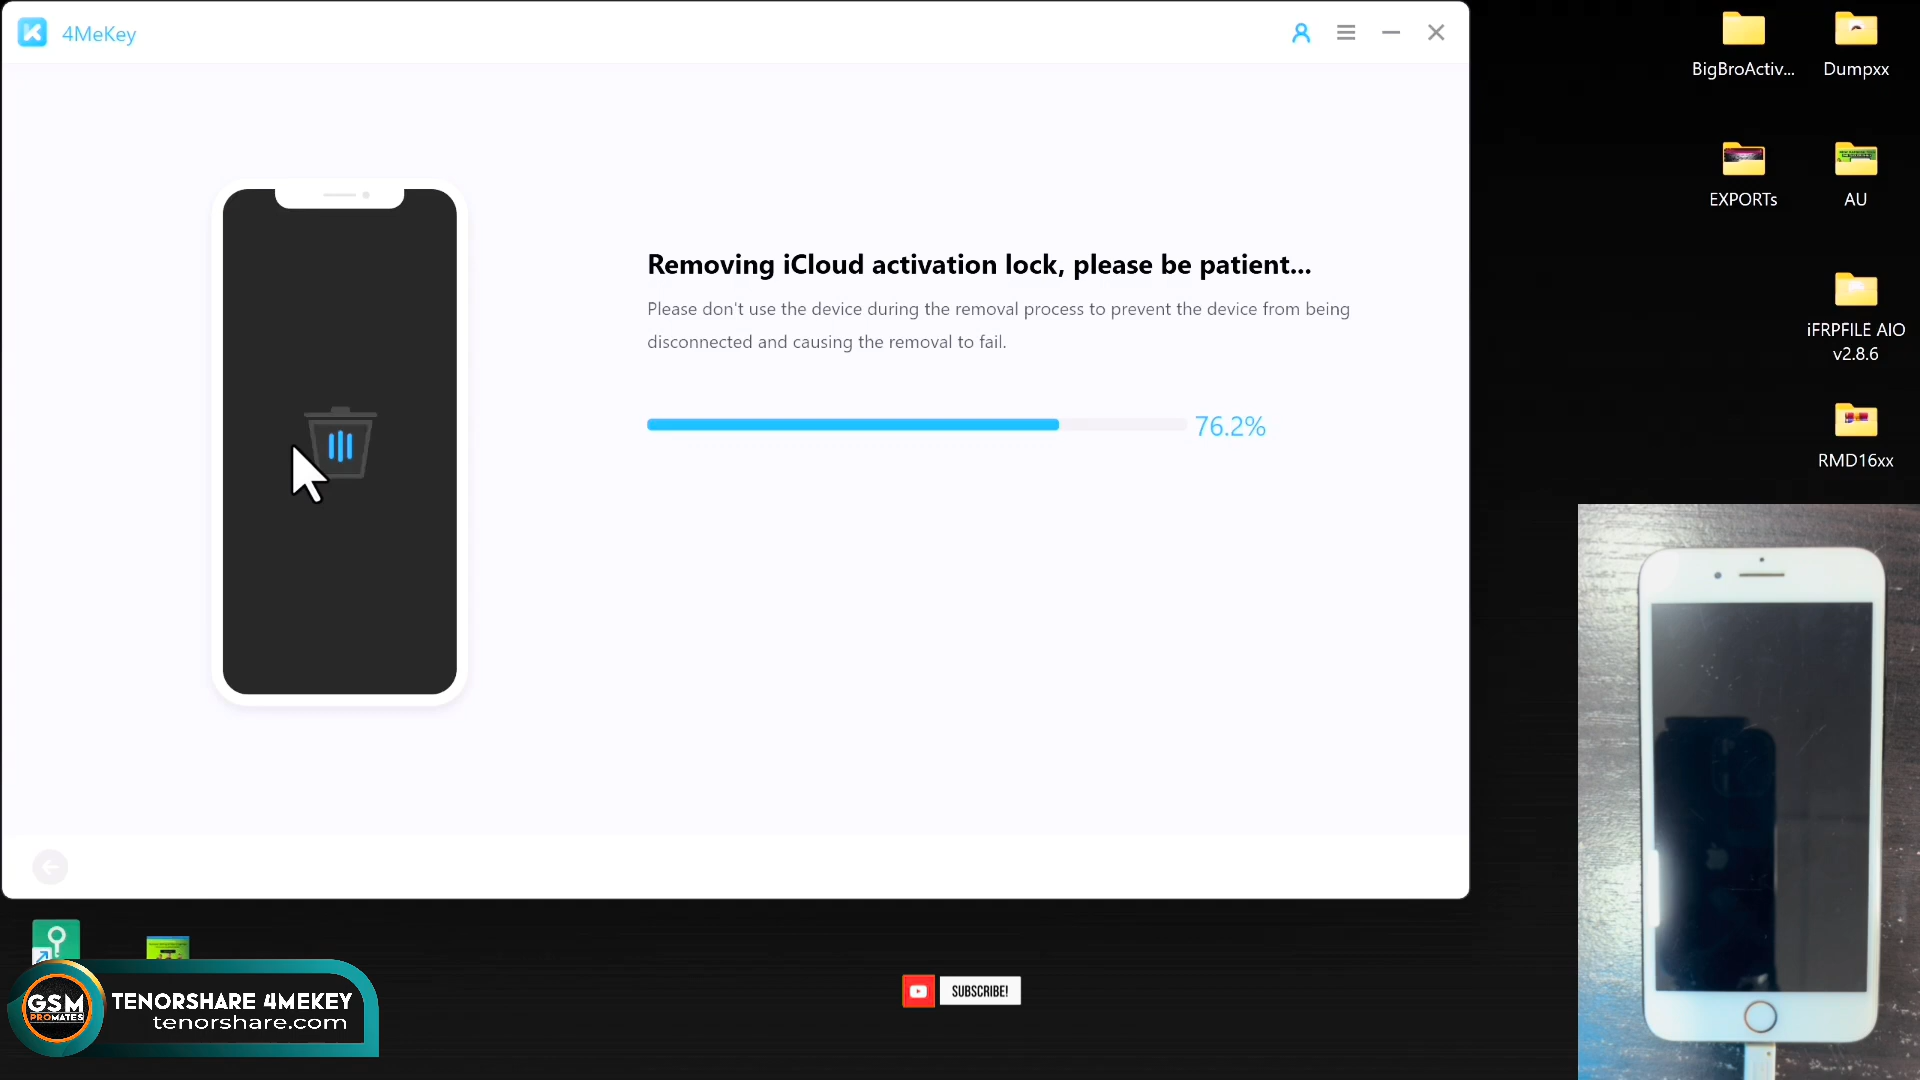 4MeKey
Removing iCloud activation lock, please be patient...
Please don't use the device during the removal process to prevent the device from being
disconnected and causing the removal to fail.
76.2%
BigBroActiv...
Dumpxx
EXPORTs
AU
iFRPFILE AIO
v2.8.6
RMD16xx
GSM
PROMATES
TENORSHARE 4MEKEY
tenorshare.com
SUBSCRIBE!